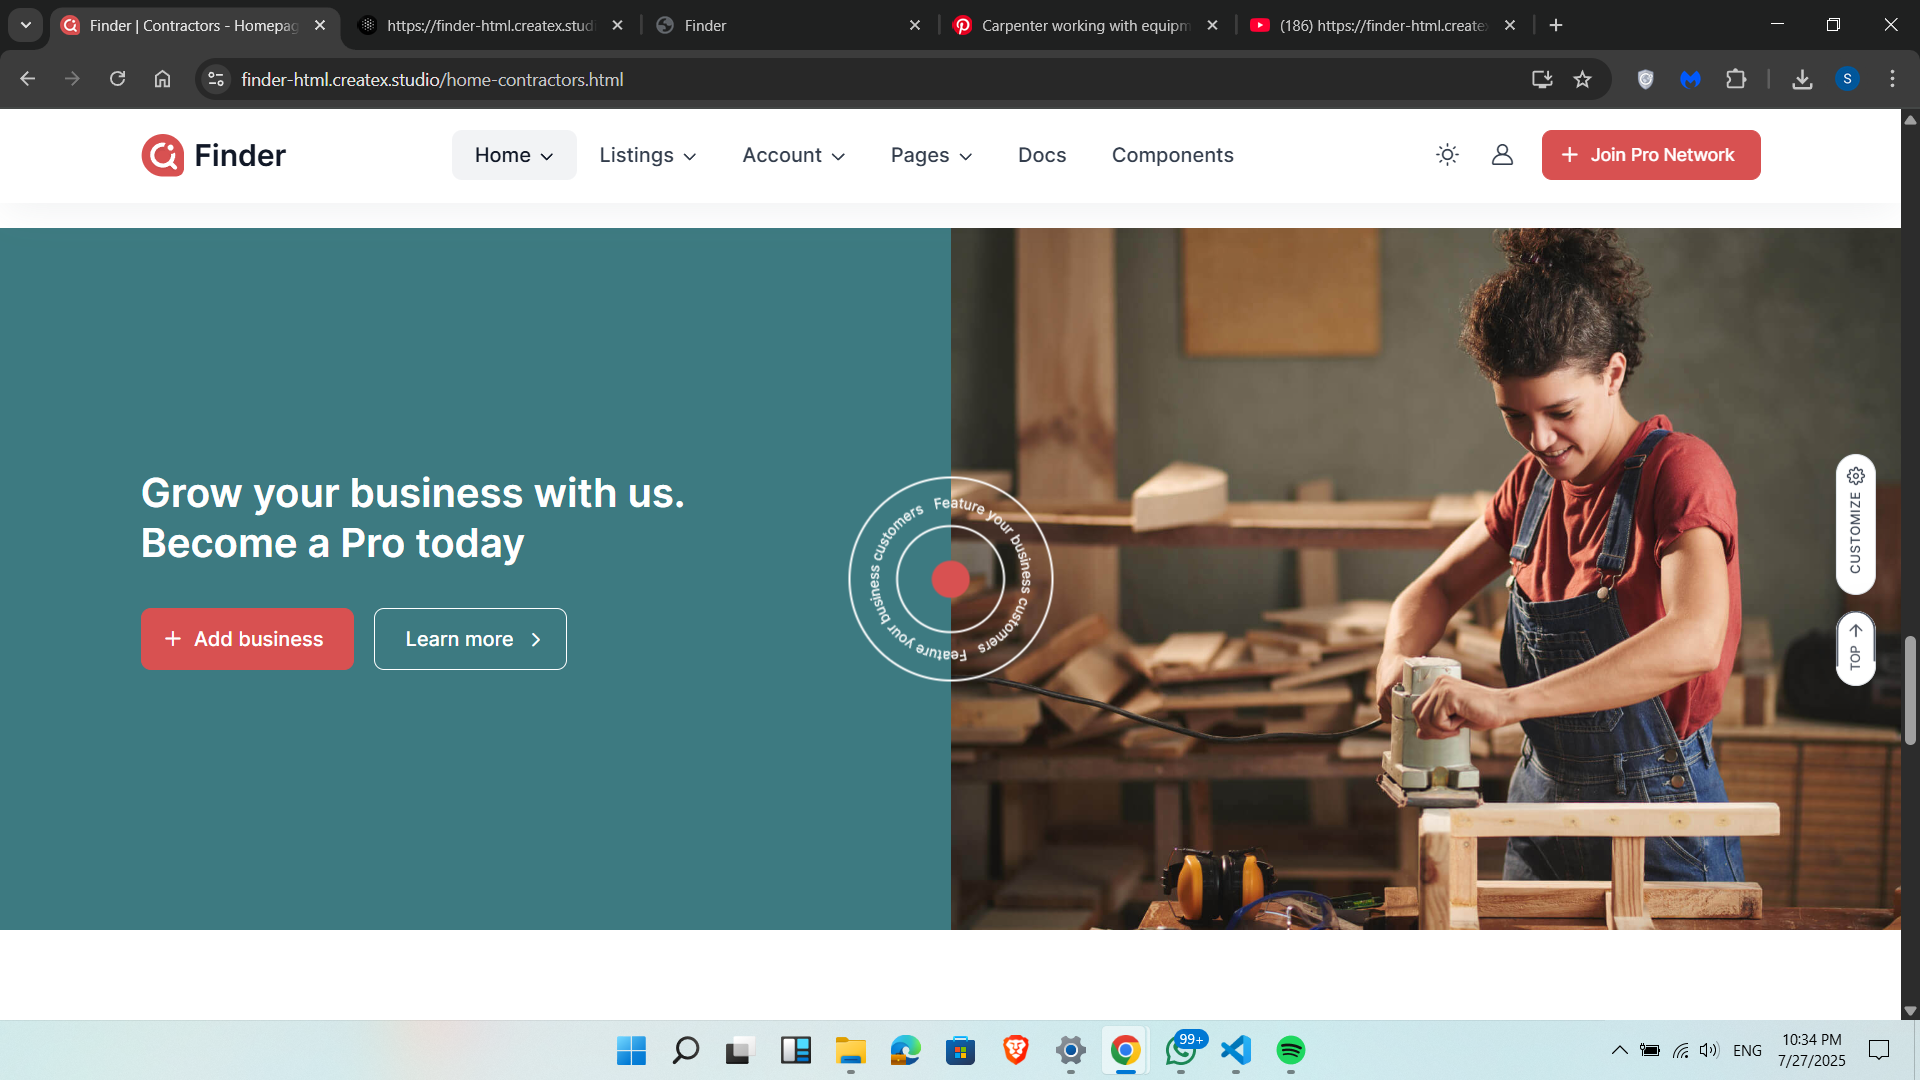 Finder | Contractors - Homepag
https://finder-html.createx.studi
Finder
Carpenter working with equipm
(186) https://finder-html.createx
finder-html.createx.studio/home-contractors.html
S
Finder
Home
Listings
Account
Pages
Docs
Components
Join Pro Network
Grow your business with us.
Become a Pro today
Add business
Learn more
Feature your business customers Feature your business customers
CUSTOMIZE
TOP
99+
ENG
10:34 PM
7/27/2025